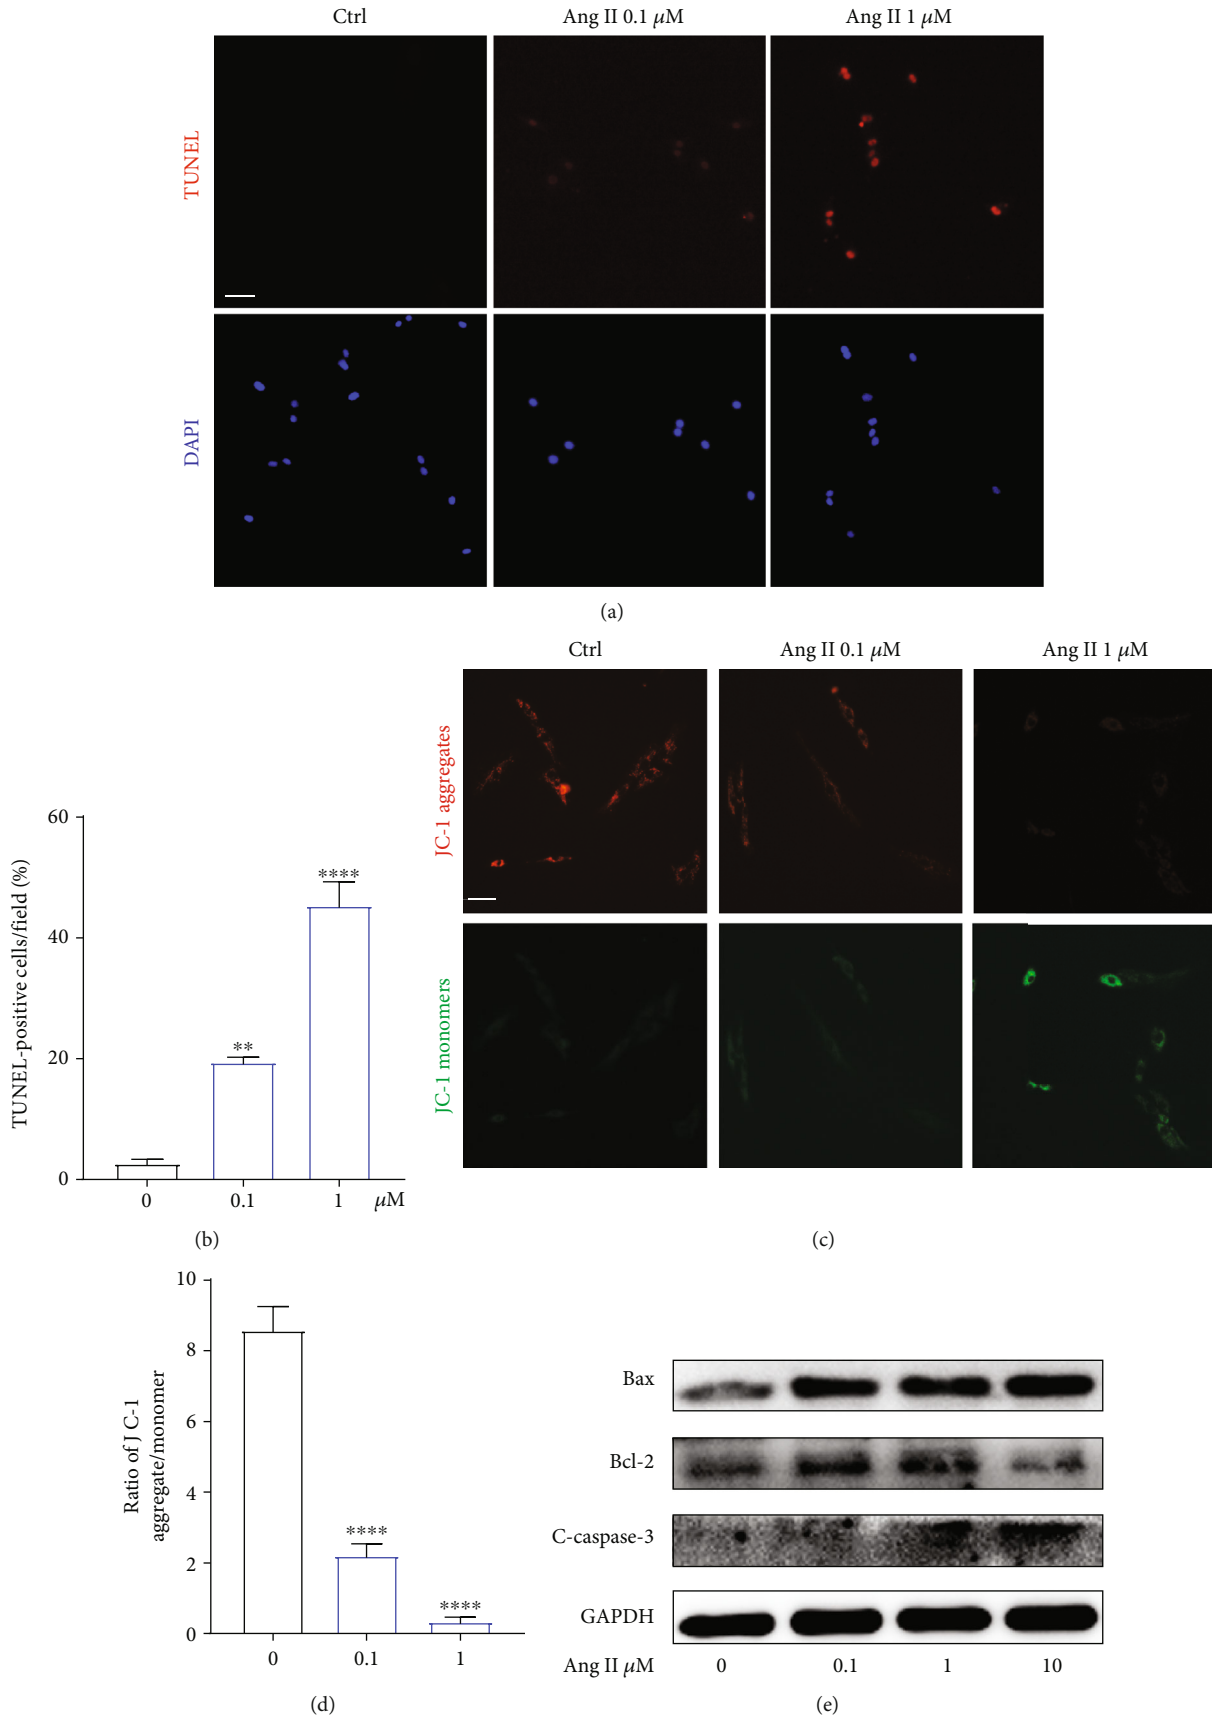 Ctrl Ang II 0.1 μM Ang II 1 μM
TUNEL
DAPI
(a)
Ctrl Ang II 0.1 μM Ang II 1 μM
JC-1 aggregates
JC-1 monomers
(c)
TUNEL-positive cells/field (%)
60
40
20
0
**
****
0 0.1 1 μM
(b)
Ratio of J C-1
aggregate/monomer
10
8
6
4
2
0
****
****
0 0.1 1
(d)
Bax
Bcl-2
C-caspase-3
GAPDH
Ang II μM 0 0.1 1 10
(e)